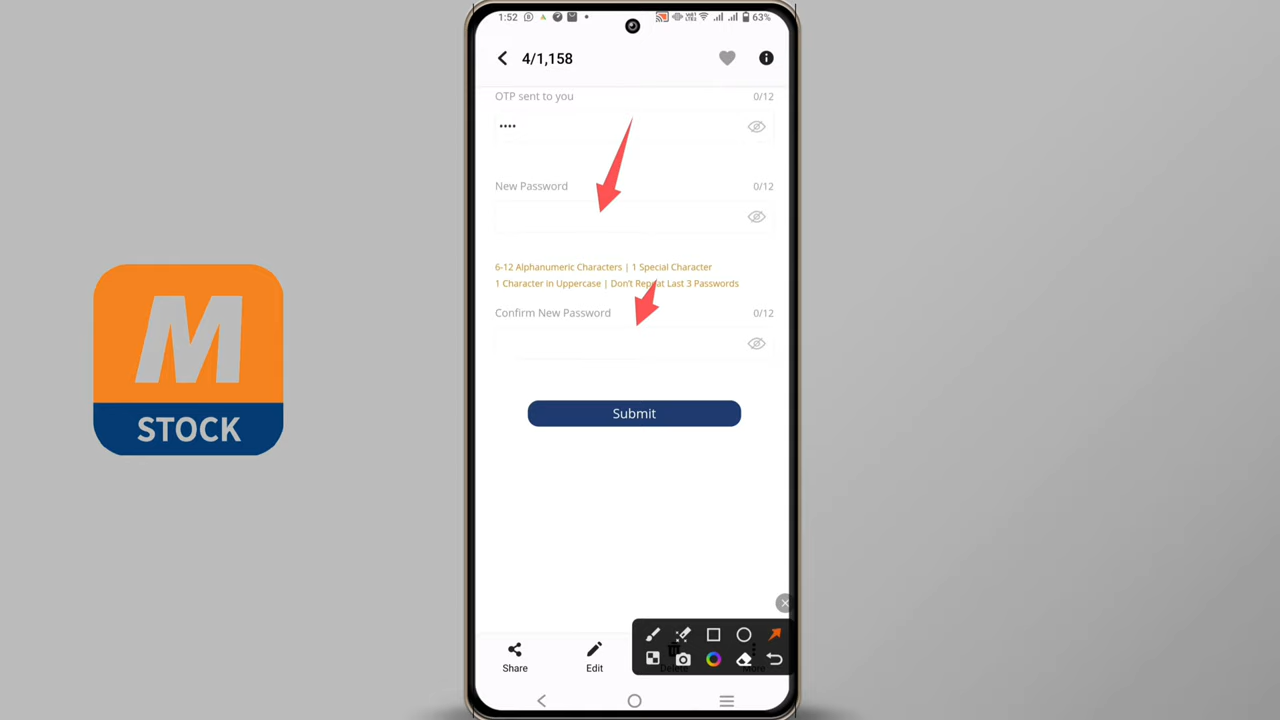 1:52
63%
4/1,158
OTP sent to you 0/12
••••
New Password 0/12
6-12 Alphanumeric Characters | 1 Special Character
1 Character in Uppercase | Don't Repeat Last 3 Passwords
Confirm New Password 0/12
Submit
M
STOCK
Share
Edit
Delete
More